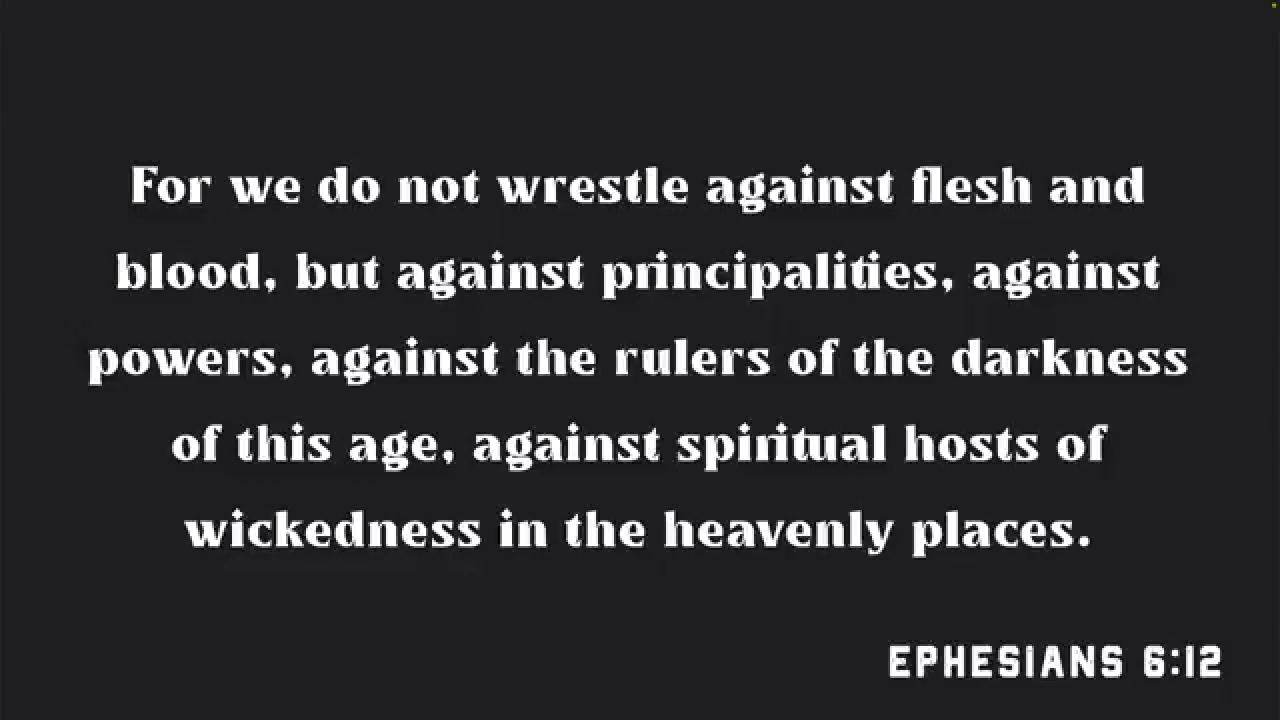 For we do not wrestle against flesh and
blood, but against principalities, against
powers, against the rulers of the darkness
of this age, against spiritual hosts of
wickedness in the heavenly places.
EPHESIANS 6:12